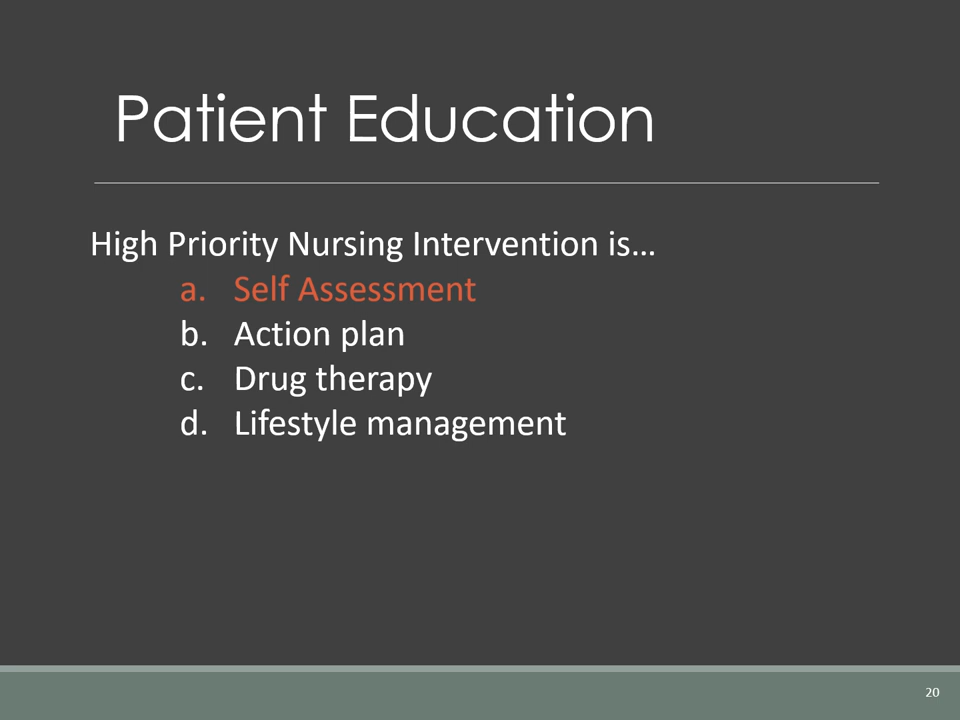 Patient Education
High Priority Nursing Intervention is…
a. Self Assessment
b. Action plan
c. Drug therapy
d. Lifestyle management
20